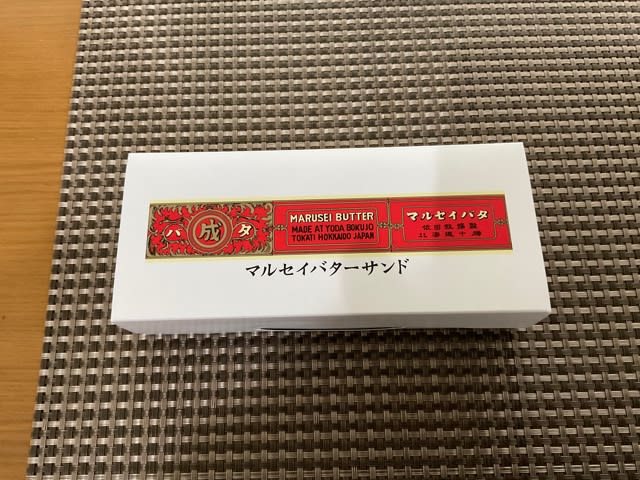 バ成タ
MARUSEI BUTTER
MADE AT YODA BOKUJO
TOKATI HOKKAIDO JAPAN
マルセイバタ
依田牧場製
北海道十勝
マルセイバターサンド